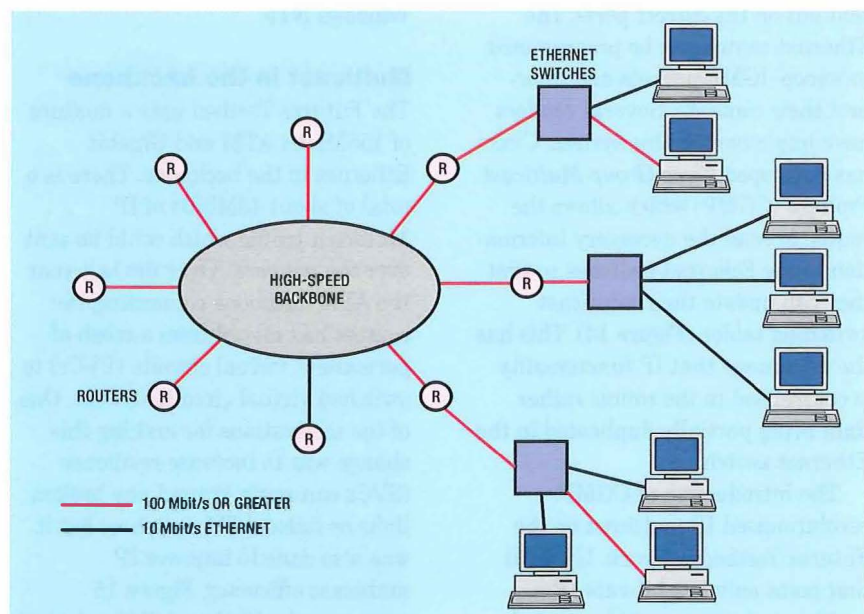 ETHERNET
SWITCHES
R
R
R
R
HIGH-SPEED
BACKBONE
R
R
ROUTERS
R
R
R
100 Mbit/s OR GREATER
10 Mbit/s ETHERNET